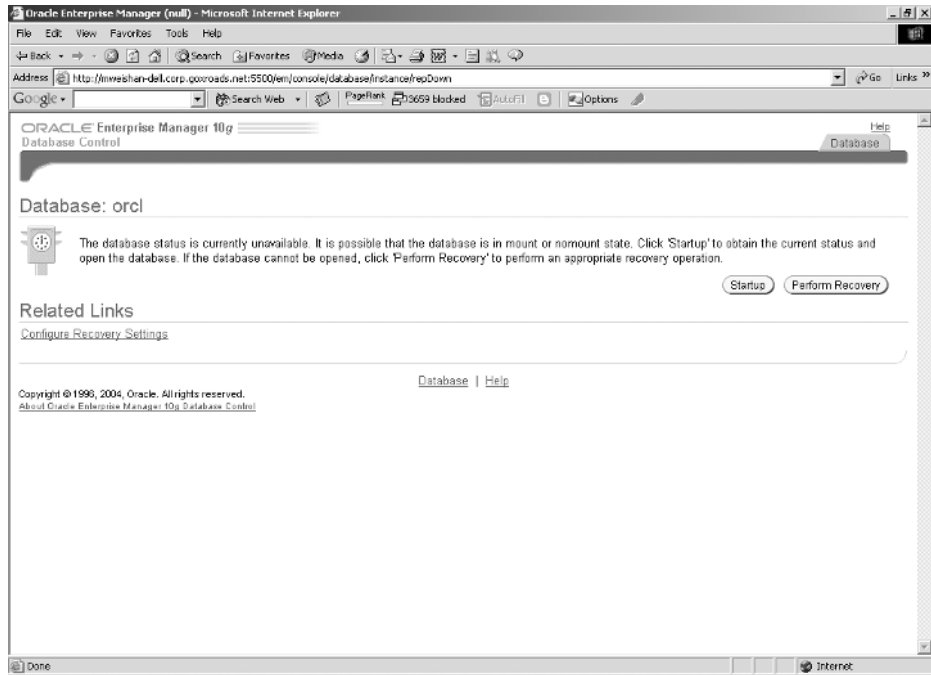 Oracle Enterprise Manager (null) - Microsoft Internet Explorer
File Edit View Favorites Tools Help
Back Search Favorites Media
Address http://mweishan-dell.corp.goxroads.net:5500/em/console/database/instance/repDown Go Links »
Google Search Web PageRank 3659 blocked AutoFill Options
ORACLE Enterprise Manager 10g
Database Control
Help
Database
Database: orcl
The database status is currently unavailable. It is possible that the database is in mount or nomount state. Click 'Startup' to obtain the current status and
open the database. If the database cannot be opened, click 'Perform Recovery' to perform an appropriate recovery operation.
Startup Perform Recovery
Related Links
Configure Recovery Settings
Database | Help
Copyright © 1996, 2004, Oracle. All rights reserved.
About Oracle Enterprise Manager 10g Database Control
Done Internet